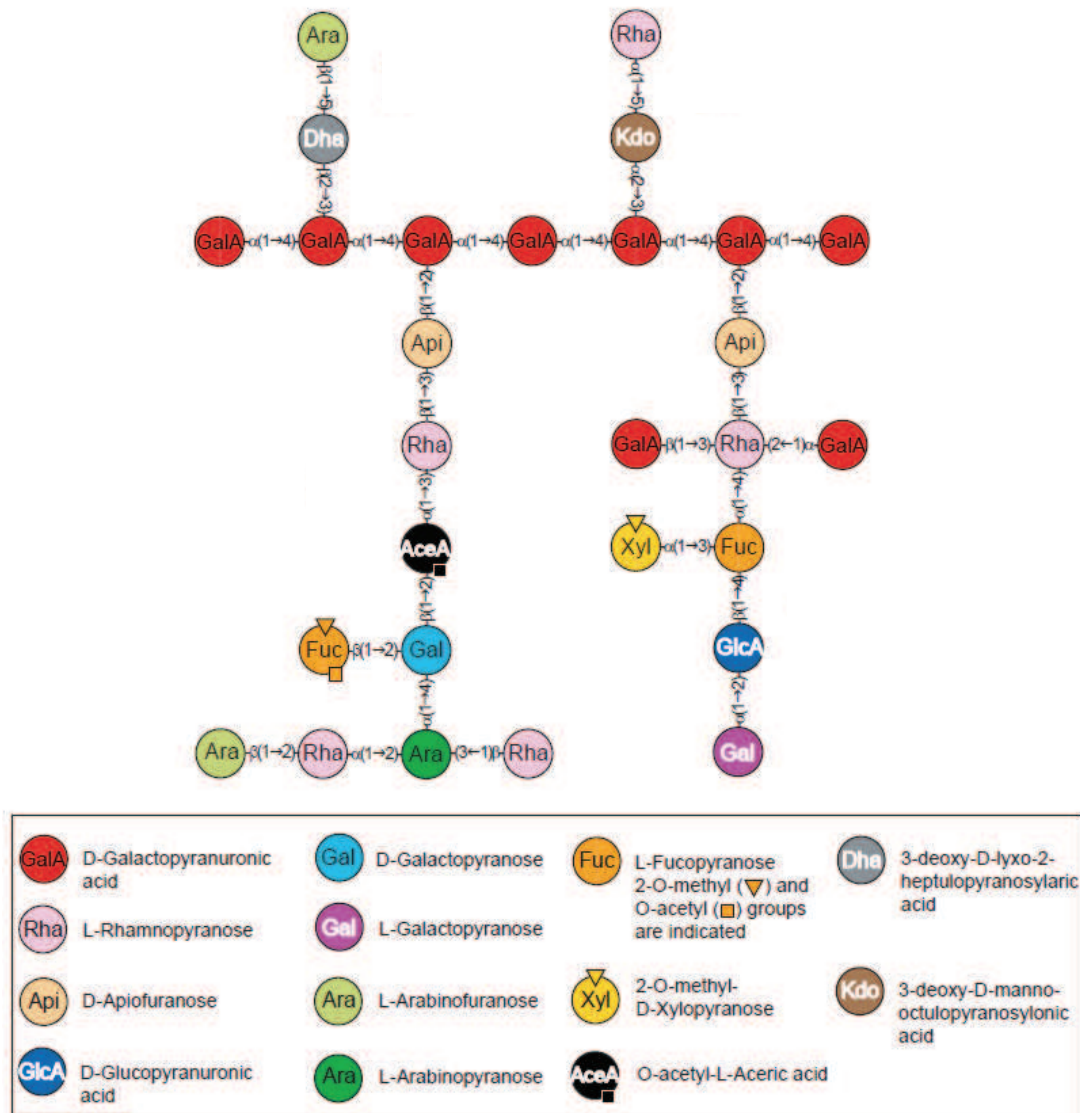 Ara Rha
β(1→5) α(1→5)
Dha Kdo
β(2→3) α(2→3)
GalA α(1→4) GalA α(1→4) GalA α(1→4) GalA α(1→4) GalA α(1→4) GalA α(1→4) GalA
β(1→2) β(1→2)
Api Api
β(1→3) β(1→3)
Rha GalA β(1→3) Rha (2←1)α GalA
α(1→3) α(1→4)
AceA Xyl α(1→3) Fuc
β(1→2) β(1→4)
Fuc β(1→2) Gal GlcA
α(1→4) α(1→2)
Ara β(1→2) Rha α(1→2) Ara (3←1)β Rha Gal
GalA D-Galactopyranuronic
acid
Rha L-Rhamnopyranose
Api D-Apiofuranose
GlcA D-Glucopyranuronic
acid
Gal D-Galactopyranose
Gal L-Galactopyranose
Ara L-Arabinofuranose
Ara L-Arabinopyranose
Fuc L-Fucopyranose
2-O-methyl (▽) and
O-acetyl (□) groups
are indicated
Xyl 2-O-methyl-
D-Xylopyranose
AceA O-acetyl-L-Aceric acid
Dha 3-deoxy-D-lyxo-2-
heptulopyranosylaric
acid
Kdo 3-deoxy-D-manno-
octulopyranosylonic
acid